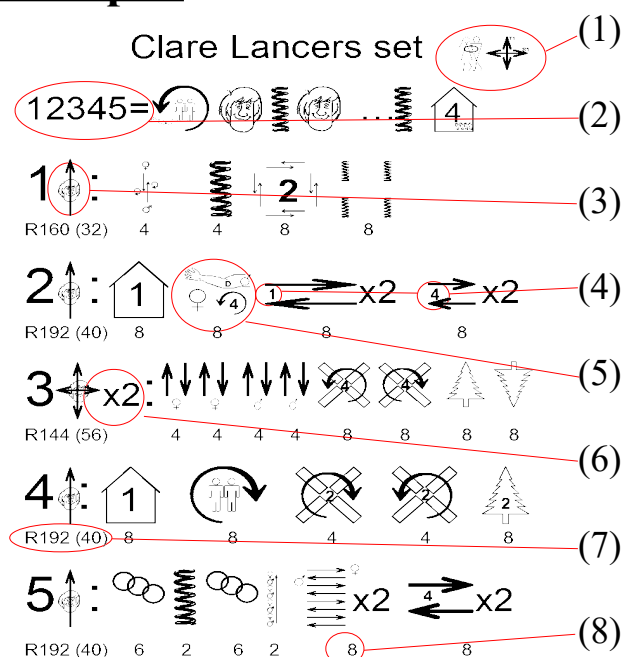 Clare Lancers set
(1)
12345= ... 4
(2)
1 : 2
(3)
R160 (32) 4 4 8 8
(4)
2 : 1 4 1 x2 4 x2
R192 (40) 8 8 8 8
(5)
3 x2: 4 4
R144 (56) 4 4 4 4 8 8 8 8
(6)
4 : 1 2 2 2
R192 (40) 8 8 4 4 8
(7)
5 : x2 4 x2
(8)
R192 (40) 6 2 6 2 8 8